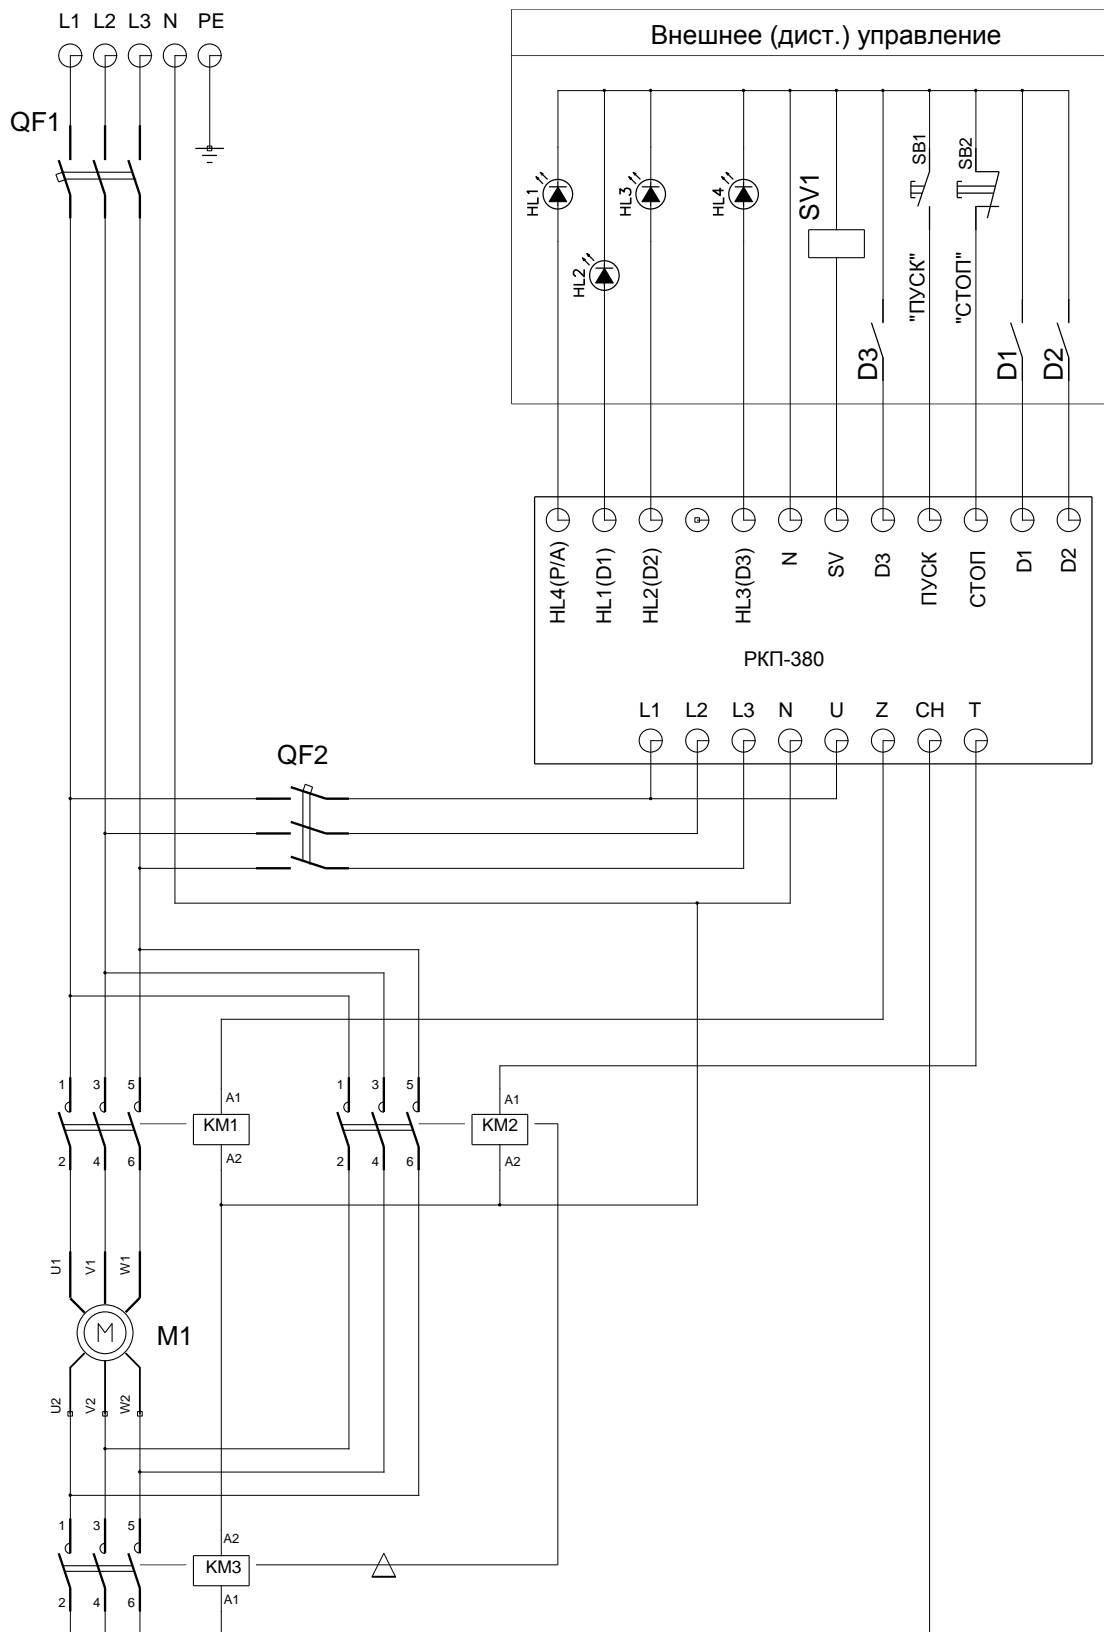 L1 L2 L3 N PE
Внешнее (дист.) управление
QF1
SB1
SB2
HL1
HL3
HL4
SV1
HL2
"ПУСК"
"СТОП"
D3
D1
D2
HL4(P/A)
HL1(D1)
HL2(D2)
HL3(D3)
N
SV
D3
ПУСК
СТОП
D1
D2
РКП-380
L1 L2 L3 N U Z CH T
QF2
1 3 5
A1
KM1
A2
2 4 6
1 3 5
A1
KM2
A2
2 4 6
U1
V1
W1
M
M1
U2
V2
W2
1 3 5
A2
KM3
A1
2 4 6